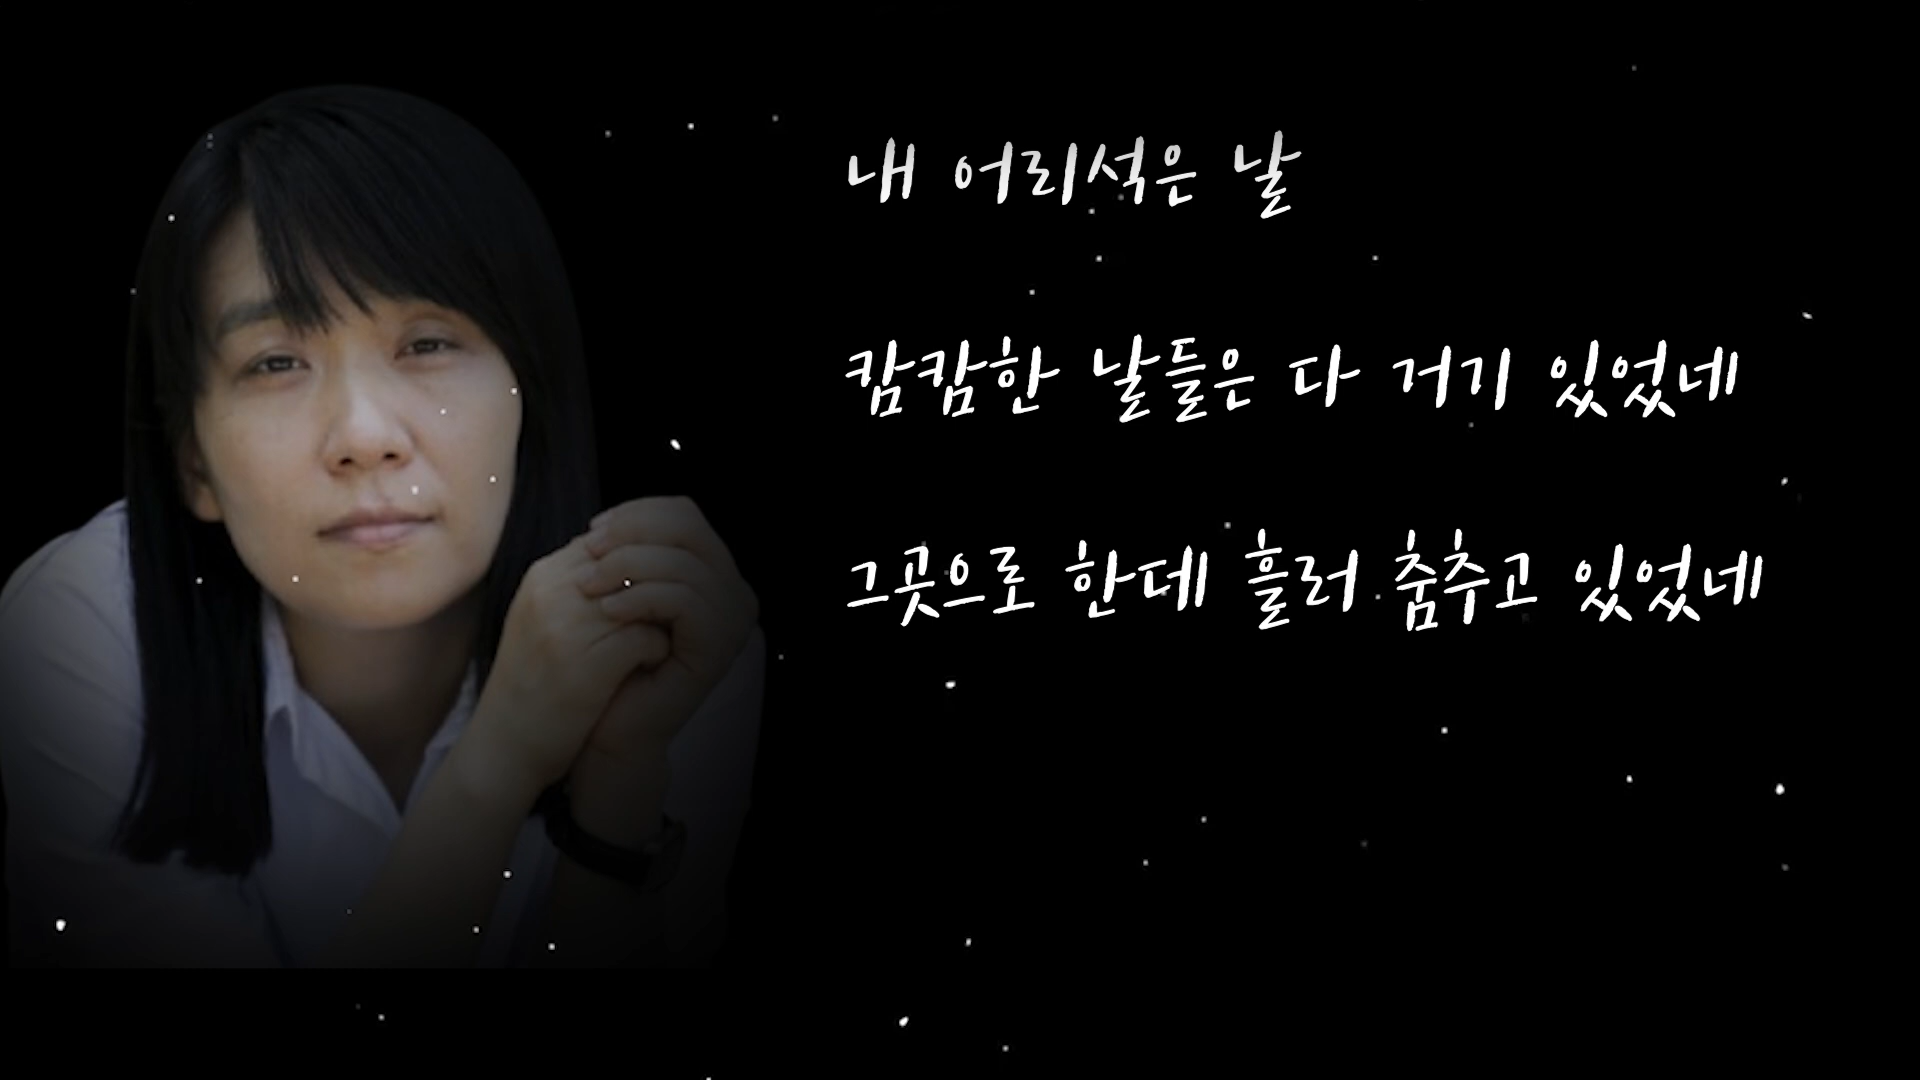 내 어리석은 날
캄캄한 날들은 다 거기 있었네
그곳으로 한데 흘러 춤추고 있었네